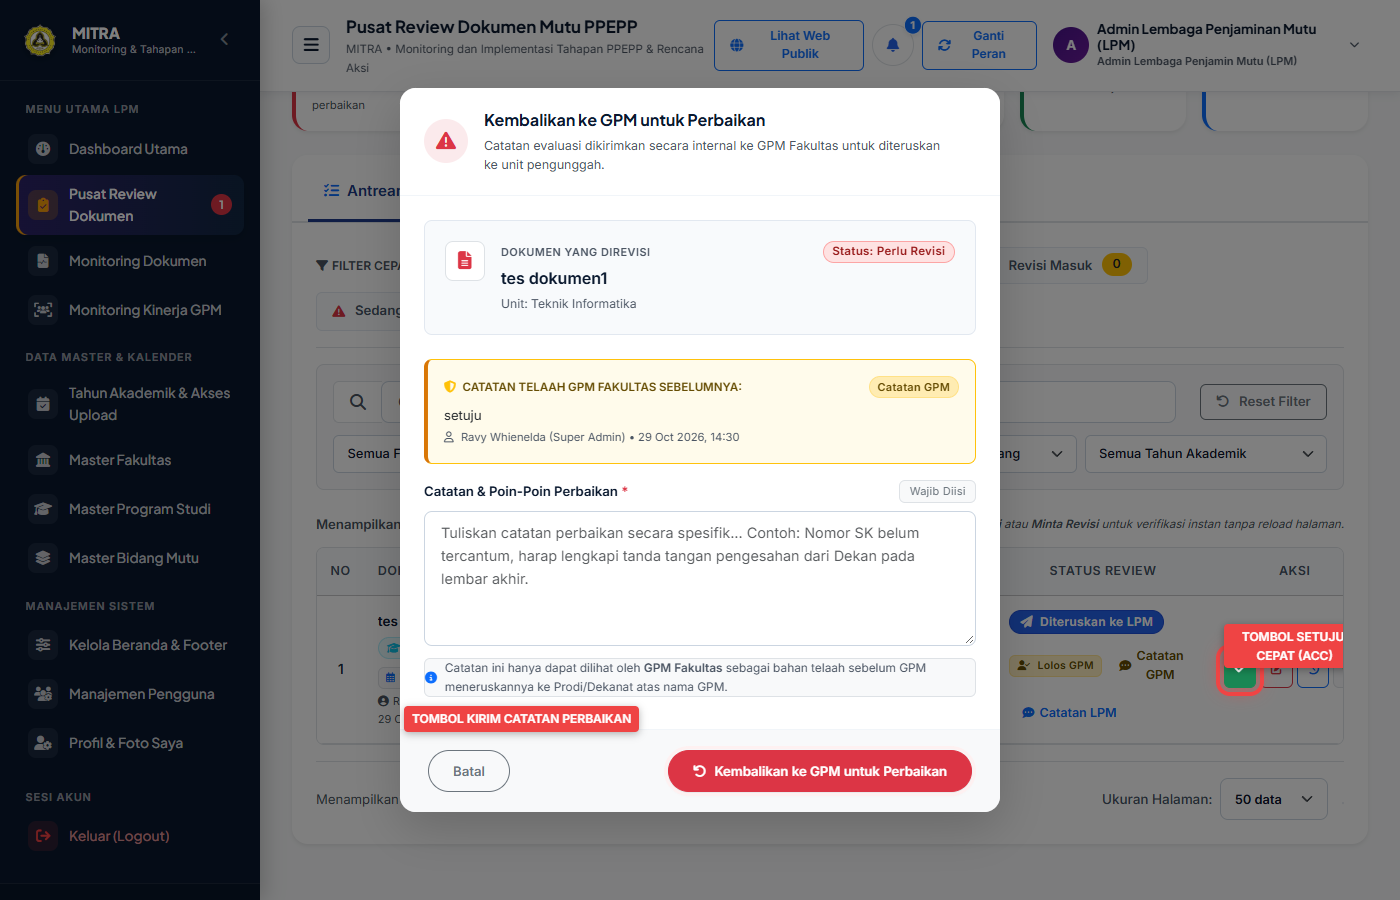 MITRA
Monitoring & Tahapan ...
MENU UTAMA LPM
Dashboard Utama
Pusat Review
Dokumen
1
Monitoring Dokumen
Monitoring Kinerja GPM
DATA MASTER & KALENDER
Tahun Akademik & Akses
Upload
Master Fakultas
Master Program Studi
Master Bidang Mutu
MANAJEMEN SISTEM
Kelola Beranda & Footer
Manajemen Pengguna
Profil & Foto Saya
SESI AKUN
Keluar (Logout)
Pusat Review Dokumen Mutu PPEPP
MITRA • Monitoring dan Implementasi Tahapan PPEPP & Rencana
Aksi
Lihat Web
Publik
1
Ganti
Peran
A
Admin Lembaga Penjaminan Mutu
(LPM)
Admin Lembaga Penjamin Mutu (LPM)
perbaikan
Antrean
FILTER CEPA
Revisi Masuk 0
Sedang
Reset Filter
Semua F
ang
Semua Tahun Akademik
Menampilkan
atau Minta Revisi untuk verifikasi instan tanpa reload halaman.
NO
DO
STATUS REVIEW
AKSI
1
tes
R
29 O
Diteruskan ke LPM
Lolos GPM
Catatan
GPM
Catatan LPM
TOMBOL SETUJU
CEPAT (ACC)
Menampilkan
Ukuran Halaman:
50 data
Kembalikan ke GPM untuk Perbaikan
Catatan evaluasi dikirimkan secara internal ke GPM Fakultas untuk diteruskan
ke unit pengunggah.
DOKUMEN YANG DIREVISI
Status: Perlu Revisi
tes dokumen1
Unit: Teknik Informatika
CATATAN TELAAH GPM FAKULTAS SEBELUMNYA:
Catatan GPM
setuju
Ravy Whienelda (Super Admin) • 29 Oct 2026, 14:30
Catatan & Poin-Poin Perbaikan *
Wajib Diisi
Tuliskan catatan perbaikan secara spesifik... Contoh: Nomor SK belum
tercantum, harap lengkapi tanda tangan pengesahan dari Dekan pada
lembar akhir.
Catatan ini hanya dapat dilihat oleh GPM Fakultas sebagai bahan telaah sebelum GPM
meneruskannya ke Prodi/Dekanat atas nama GPM.
TOMBOL KIRIM CATATAN PERBAIKAN
Batal
Kembalikan ke GPM untuk Perbaikan